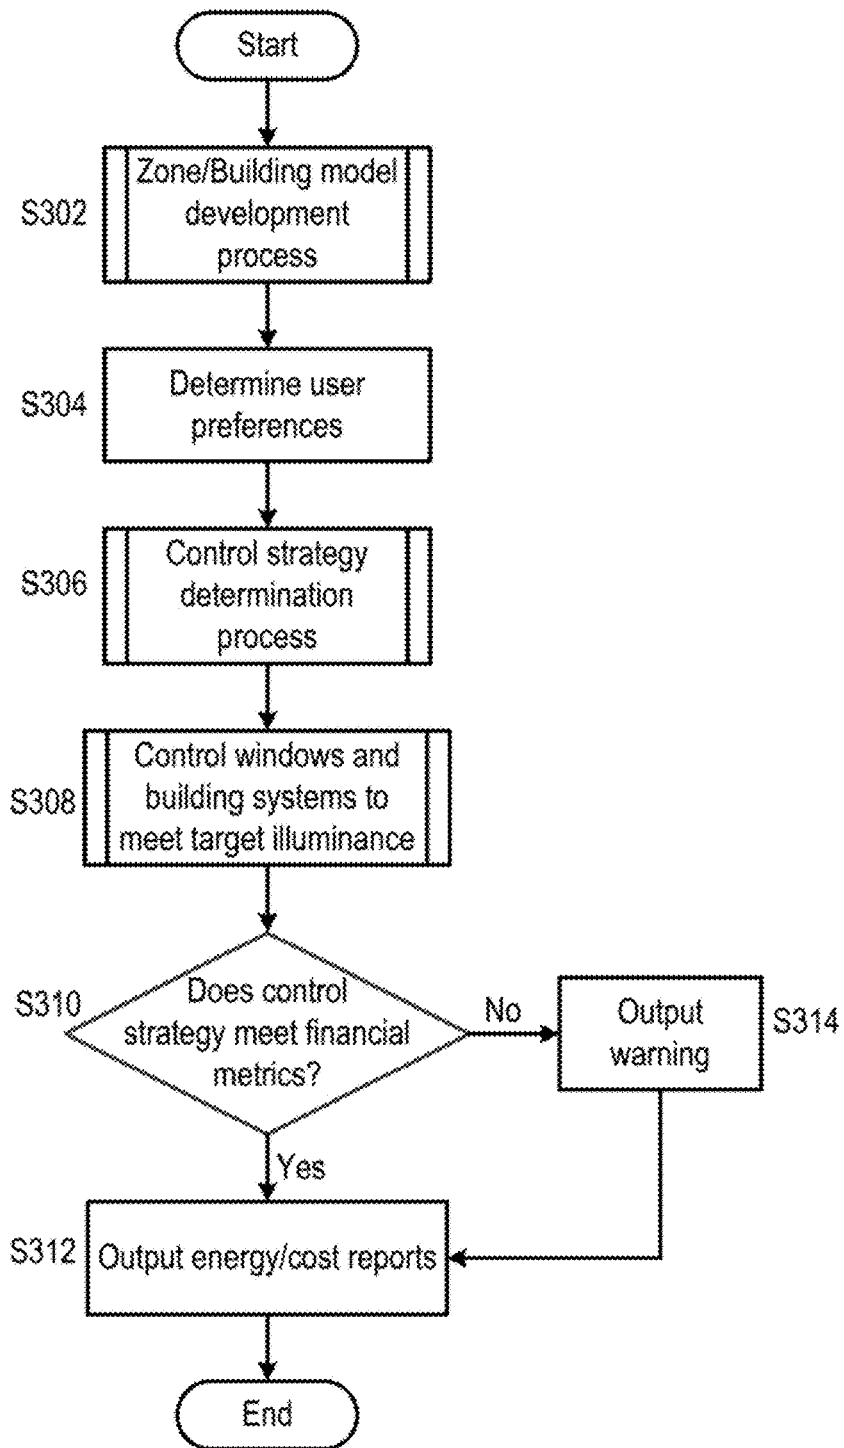 Start
S302
Zone/Building model
development
process
S304
Determine user
preferences
S306
Control strategy
determination
process
S308
Control windows and
building systems to
meet target illuminance
S310
Does control
strategy meet financial
metrics?
No
Output
warning
S314
Yes
S312
Output energy/cost reports
End